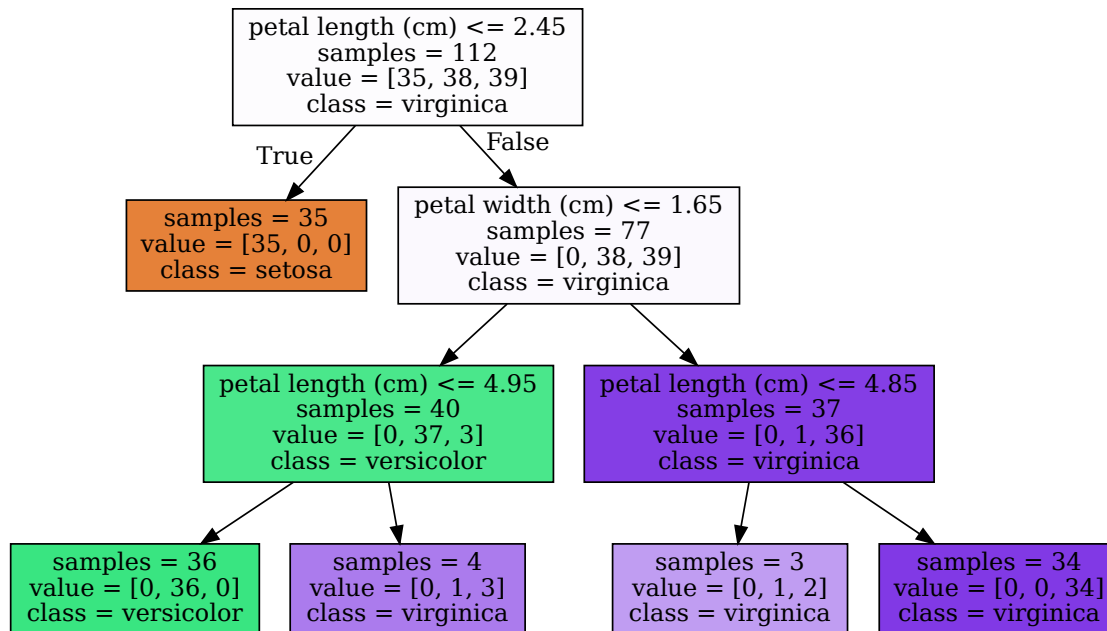 petal length (cm) <= 2.45
samples = 112
value = [35, 38, 39]
class = virginica
True
False
samples = 35
value = [35, 0, 0]
class = setosa
petal width (cm) <= 1.65
samples = 77
value = [0, 38, 39]
class = virginica
petal length (cm) <= 4.95
samples = 40
value = [0, 37, 3]
class = versicolor
petal length (cm) <= 4.85
samples = 37
value = [0, 1, 36]
class = virginica
samples = 36
value = [0, 36, 0]
class = versicolor
samples = 4
value = [0, 1, 3]
class = virginica
samples = 3
value = [0, 1, 2]
class = virginica
samples = 34
value = [0, 0, 34]
class = virginica